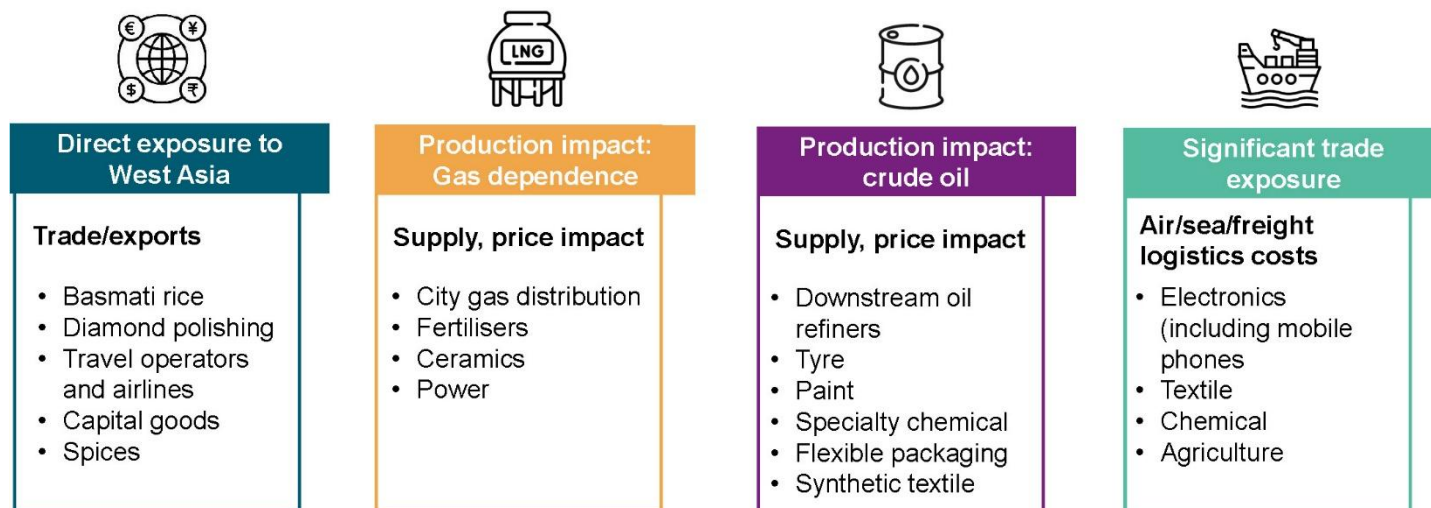 €
¥
$
₹
LNG
Direct exposure to
West Asia
Trade/exports
• Basmati rice
• Diamond polishing
• Travel operators
and airlines
• Capital goods
• Spices
Production impact:
Gas dependence
Supply, price impact
• City gas distribution
• Fertilisers
• Ceramics
• Power
Production impact:
crude oil
Supply, price impact
• Downstream oil
refiners
• Tyre
• Paint
• Specialty chemical
• Flexible packaging
• Synthetic textile
Significant trade
exposure
Air/sea/freight
logistics costs
• Electronics
(including mobile
phones
• Textile
• Chemical
• Agriculture